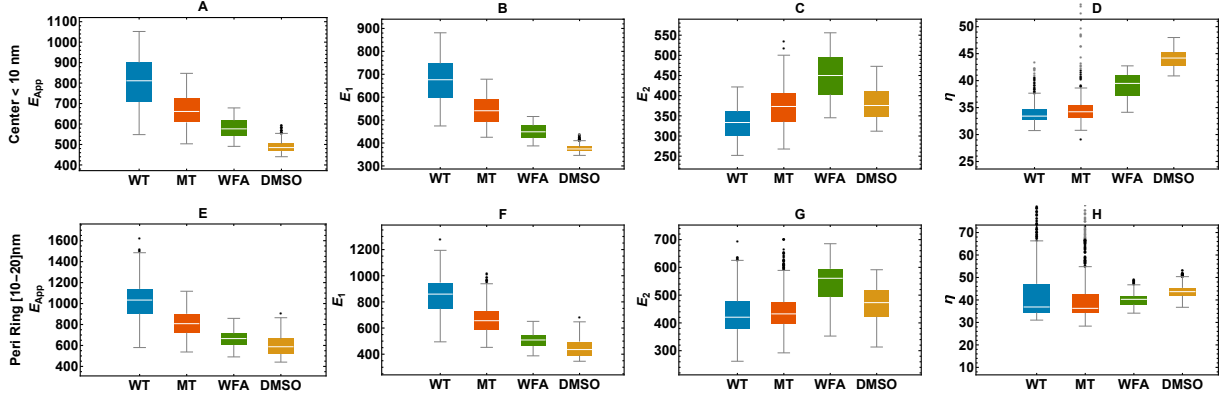 A
Center < 10 nm
E_App
1100
1000
900
800
700
600
500
400
WT MT WFA DMSO
B
E_1
900
800
700
600
500
400
300
WT MT WFA DMSO
C
E_2
550
500
450
400
350
300
250
WT MT WFA DMSO
D
η
50
45
40
35
30
25
WT MT WFA DMSO
E
Peri Ring [10-20]nm
E_App
1600
1400
1200
1000
800
600
400
WT MT WFA DMSO
F
E_1
1200
1000
800
600
400
WT MT WFA DMSO
G
E_2
700
600
500
400
300
WT MT WFA DMSO
H
η
70
60
50
40
30
20
10
WT MT WFA DMSO